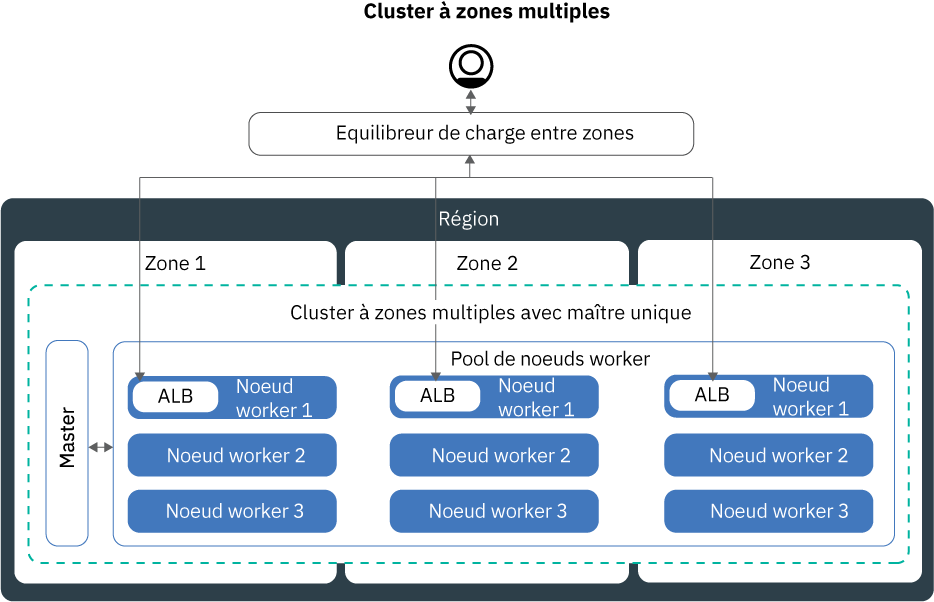 Cluster à zones multiples
Equilibreur de charge entre zones
Région
Zone 1
Zone 2
Zone 3
Cluster à zones multiples avec maître unique
Pool de noeuds worker
Master
ALB
Noeud
worker 1
ALB
Noeud
worker 1
ALB
Noeud
worker 1
Noeud worker 2
Noeud worker 2
Noeud worker 2
Noeud worker 3
Noeud worker 3
Noeud worker 3